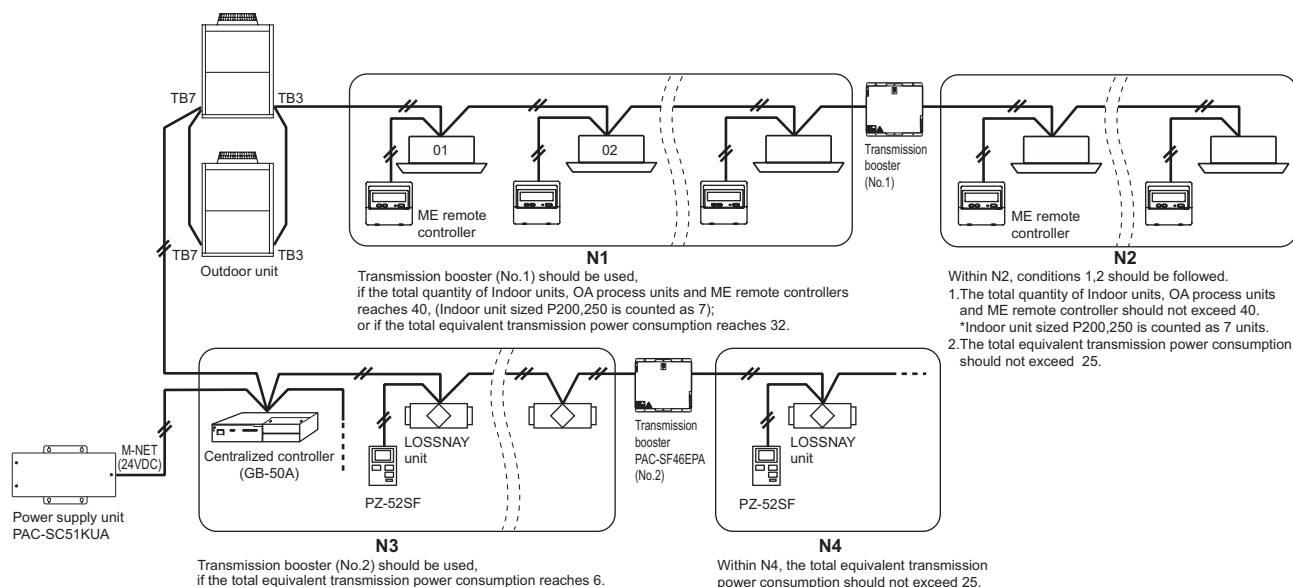 TB7
TB3
TB7
TB3
Outdoor unit
01
02
ME remote
controller
Transmission
booster
(No.1)
ME remote
controller
N1
Transmission booster (No.1) should be used,
if the total quantity of Indoor units, OA process units and ME remote controllers
reaches 40, (Indoor unit sized P200,250 is counted as 7);
or if the total equivalent transmission power consumption reaches 32.
N2
Within N2, conditions 1,2 should be followed.
1.The total quantity of Indoor units, OA process units
and ME remote controller should not exceed 40.
*Indoor unit sized P200,250 is counted as 7 units.
2.The total equivalent transmission power consumption
should not exceed 25.
M-NET
(24VDC)
Power supply unit
PAC-SC51KUA
Centralized controller
(GB-50A)
LOSSNAY
unit
PZ-52SF
Transmission
booster
PAC-SF46EPA
(No.2)
LOSSNAY
unit
PZ-52SF
N3
Transmission booster (No.2) should be used,
if the total equivalent transmission power consumption reaches 6.
N4
Within N4, the total equivalent transmission
power consumption should not exceed 25.